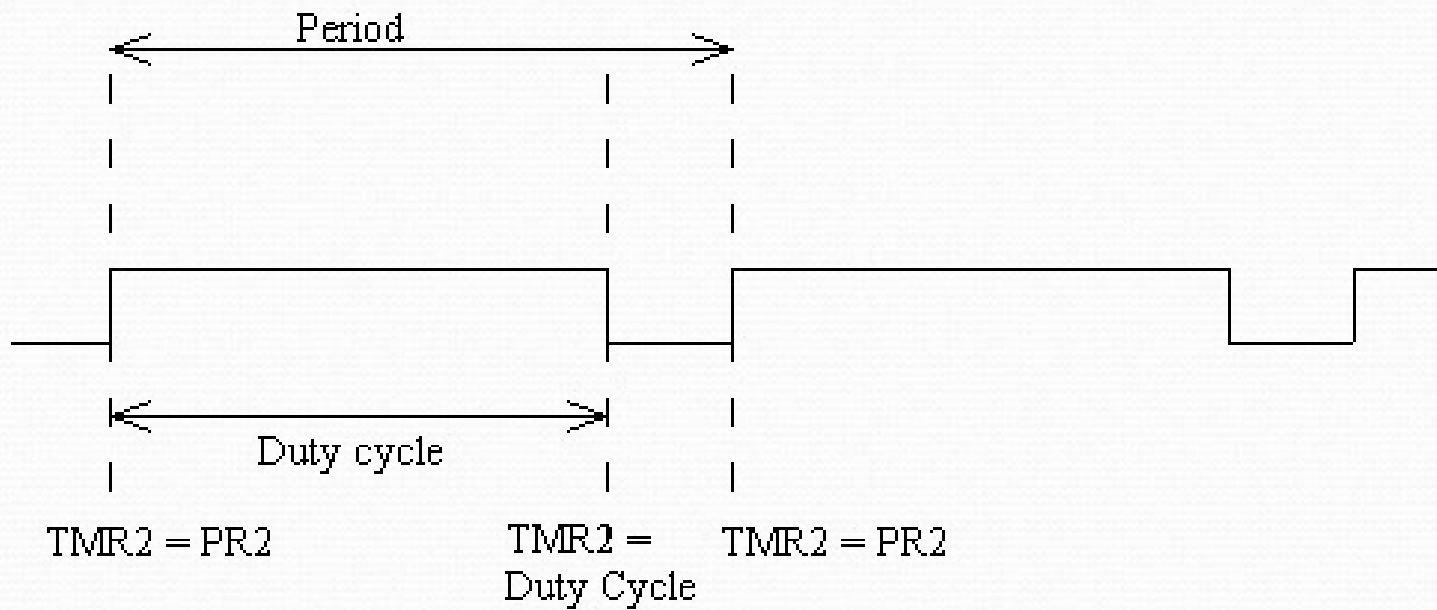 Period
Duty cycle
TMR2 = PR2
TMR2 =
Duty Cycle
TMR2 = PR2